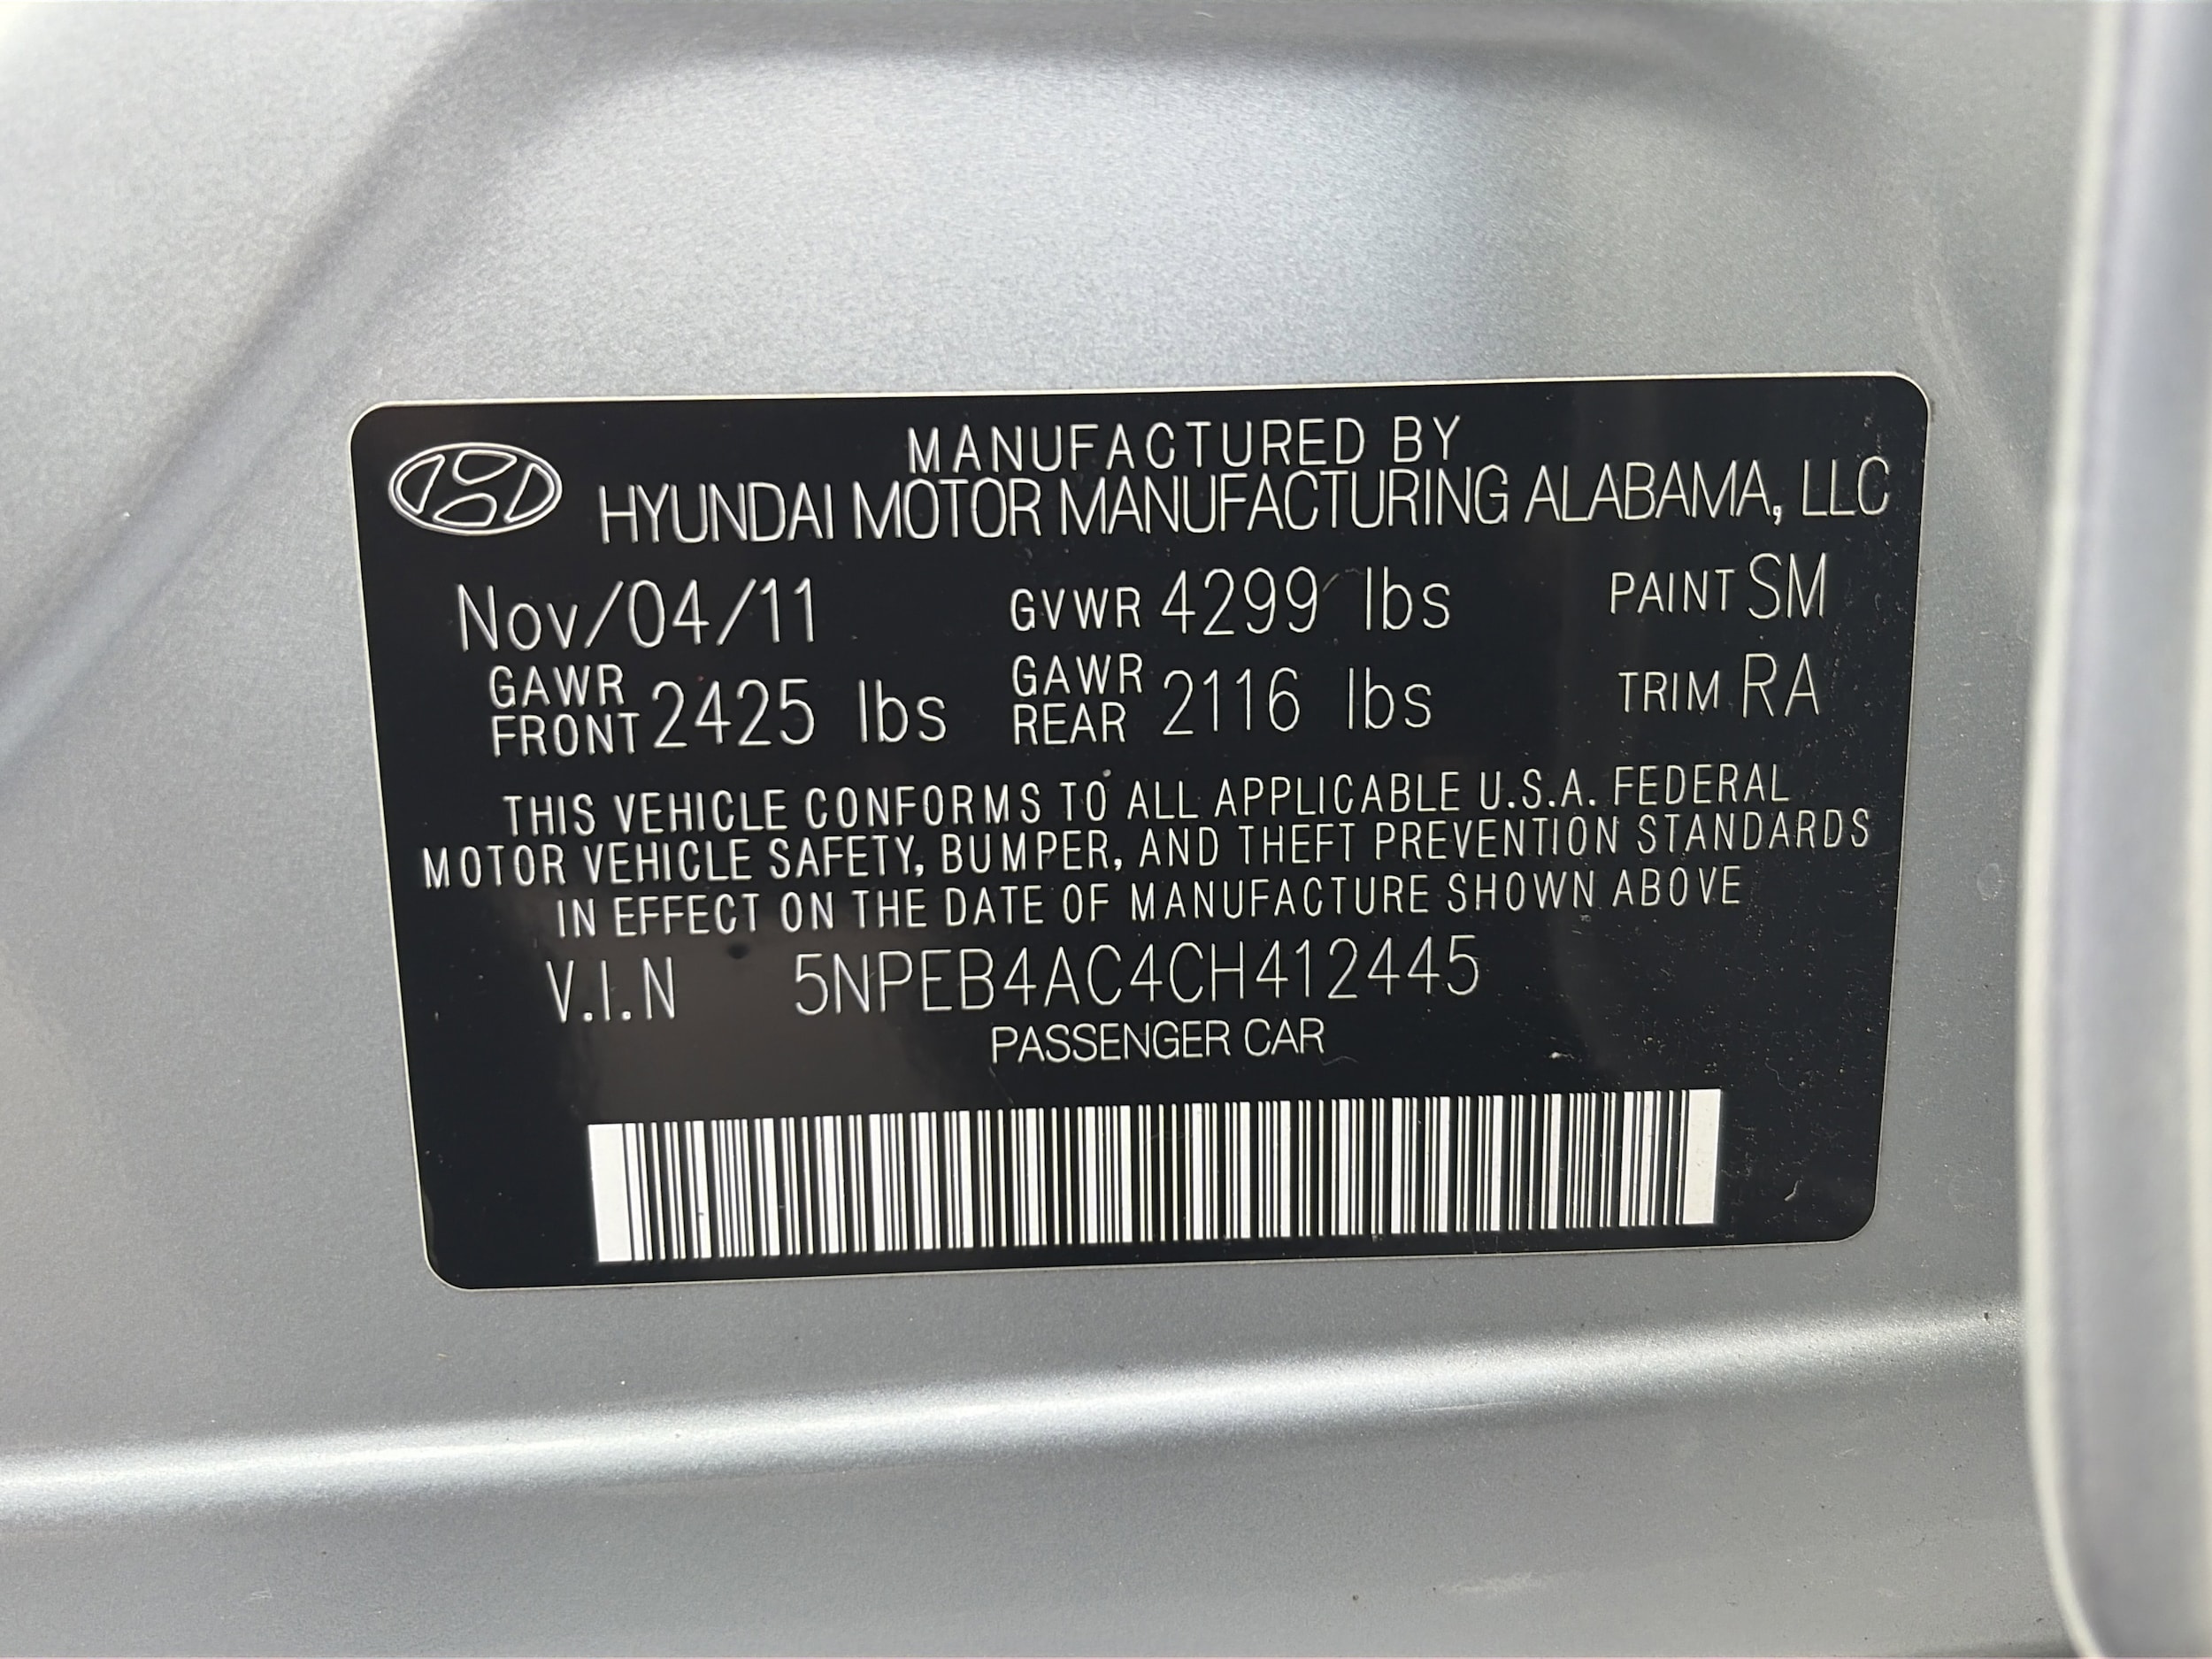 MANUFACTURED BY
HYUNDAI MOTOR MANUFACTURING ALABAMA, LLC
Nov/04/11 GVWR 4299 lbs PAINT SM
GAWR FRONT 2425 lbs GAWR REAR 2116 lbs TRIM RA
THIS VEHICLE CONFORMS TO ALL APPLICABLE U.S.A. FEDERAL
MOTOR VEHICLE SAFETY, BUMPER, AND THEFT PREVENTION STANDARDS
IN EFFECT ON THE DATE OF MANUFACTURE SHOWN ABOVE
V.I.N 5NPEB4AC4CH412445
PASSENGER CAR